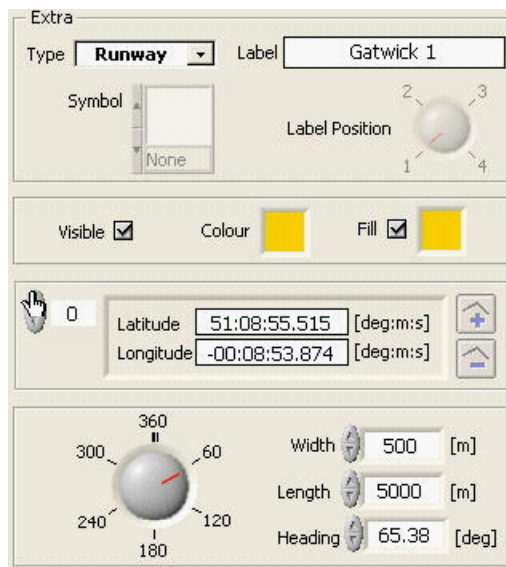 Extra
Type Runway Label Gatwick 1
Symbol None
Label Position 1 2 3 4
Visible Colour Fill
0
Latitude 51:08:55.515 [deg:m:s]
Longitude -00:08:53.874 [deg:m:s]
360
300 60
240 120
180
Width 500 [m]
Length 5000 [m]
Heading 65.38 [deg]